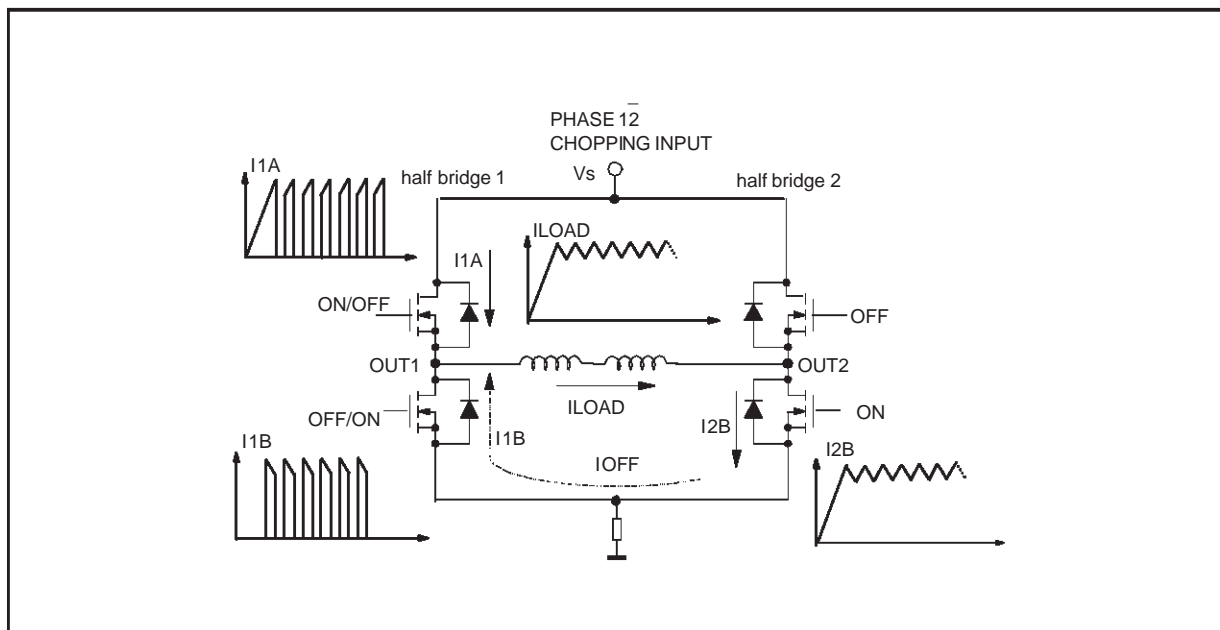 PHASE 12̅
CHOPPING INPUT
Vs
I1A
half bridge 1
half bridge 2
ILOAD
I1A
ON/OFF
OFF
OUT1
OUT2
ILOAD
OFF/ON
ON
I1B
I2B
I1B
I2B
IOFF